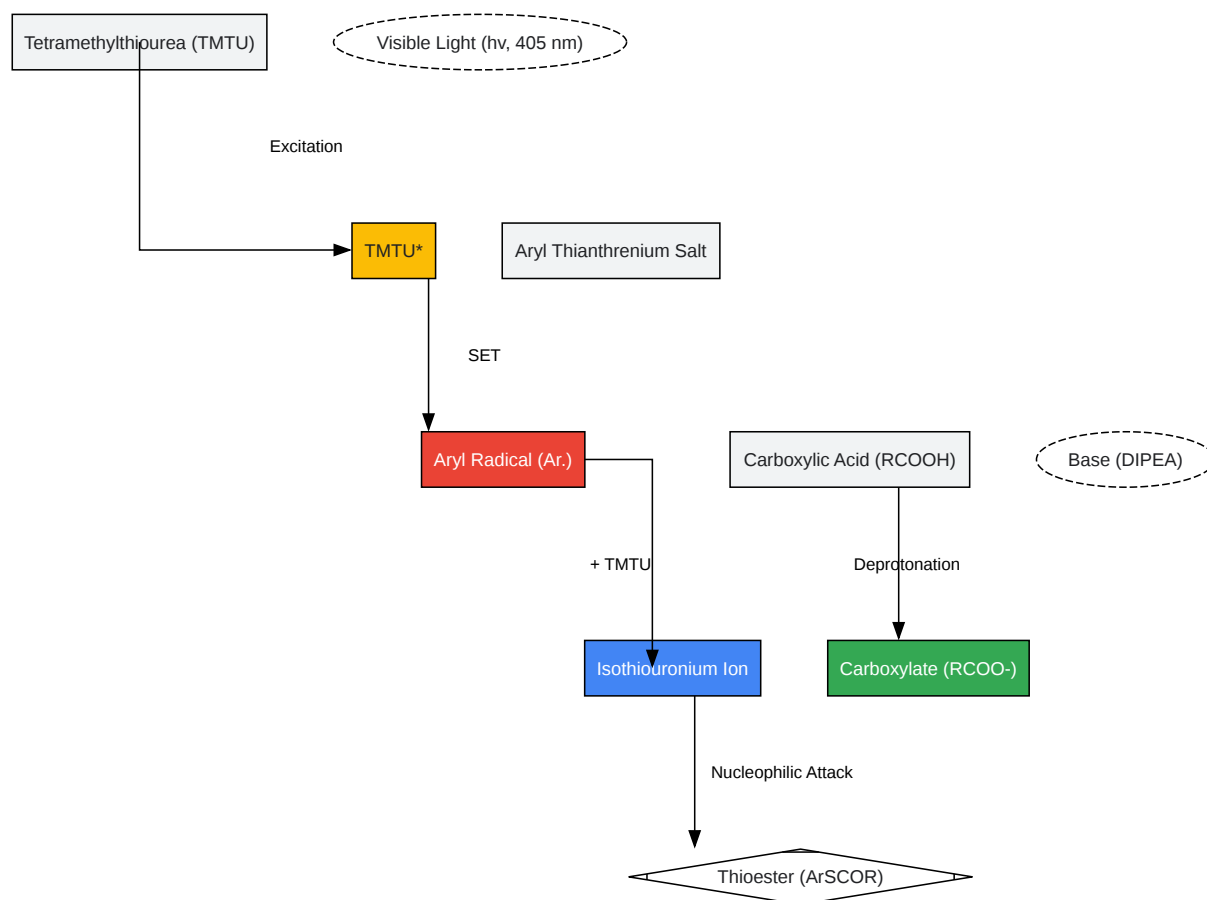 Tetramethylthiourea (TMTU)
Visible Light (hv, 405 nm)
Excitation
TMTU*
Aryl Thianthrenium Salt
SET
Aryl Radical (Ar.)
Carboxylic Acid (RCOOH)
Base (DIPEA)
+ TMTU
Deprotonation
Isothiouronium Ion
Carboxylate (RCOO-)
Nucleophilic Attack
Thioester (ArSCOR)